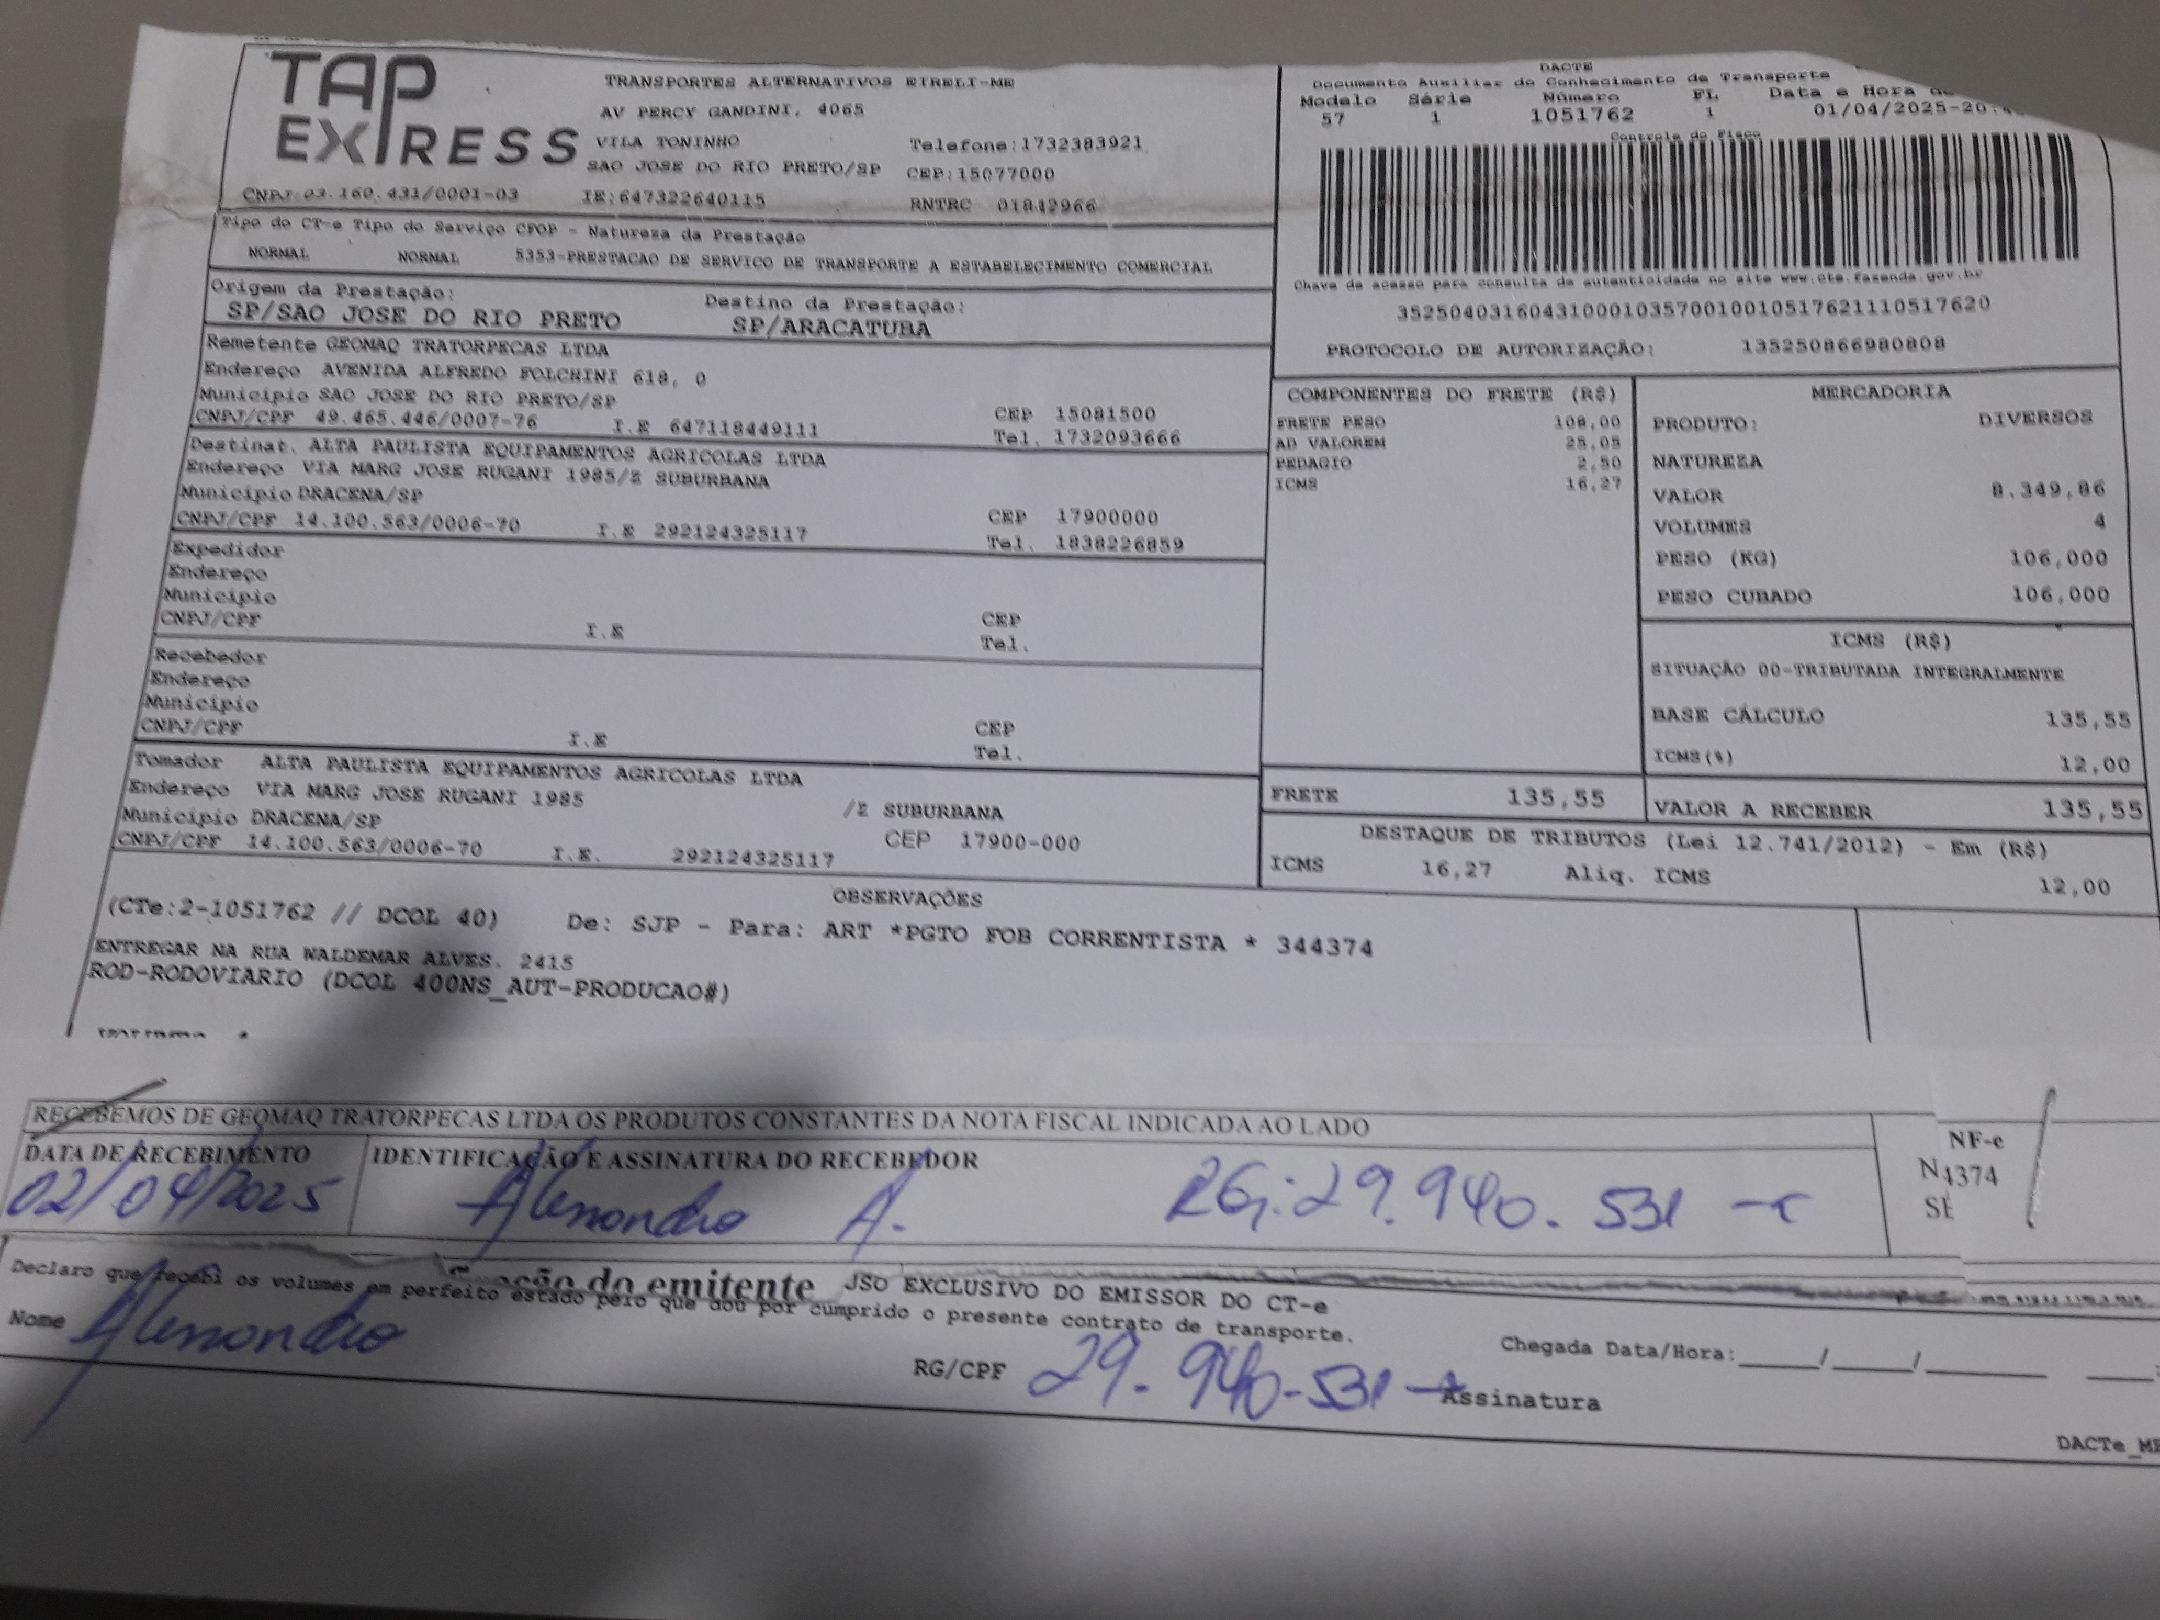 TAP EXPRESS
TRANSPORTES ALTERNATIVOS EIRELI-ME
AV PERCY GANDINI, 4065
VILA TONINHO Telefone:1732383921
SAO JOSE DO RIO PRETO/SP CEP:15077000
CNPJ:03.160.431/0001-03 IE:647322640115 RNTRC 01842966
DACTE
Documento Auxiliar do Conhecimento de Transporte
Modelo Série Número FL Data e Hora de
57 1 1051762 1 01/04/2025-20:4
Controle do Fisco
Chave de acesso para consulta de autenticidade no site www.cte.fazenda.gov.br
35250403160431000103570010010517621110517620
PROTOCOLO DE AUTORIZAÇÃO: 135250866980808
Tipo do CT-e Tipo do Serviço CFOP - Natureza da Prestação
NORMAL NORMAL 5353-PRESTACAO DE SERVICO DE TRANSPORTE A ESTABELECIMENTO COMERCIAL
Origem da Prestação: Destino da Prestação:
SP/SAO JOSE DO RIO PRETO SP/ARACATUBA
Remetente GEOMAQ TRATORPECAS LTDA
Endereço AVENIDA ALFREDO FOLCHINI 618, 0
Município SAO JOSE DO RIO PRETO/SP CEP 15081500
CNPJ/CPF 49.465.446/0007-76 I.E 647118449111 Tel. 1732093666
Destinat. ALTA PAULISTA EQUIPAMENTOS AGRICOLAS LTDA
Endereço VIA MARG JOSE RUGANI 1985/Z SUBURBANA
Município DRACENA/SP CEP 17900000
CNPJ/CPF 14.100.563/0006-70 I.E 292124325117 Tel. 1838226859
Expedidor
Endereço
Município CEP
CNPJ/CPF I.E Tel.
Recebedor
Endereço
Município CEP
CNPJ/CPF I.E Tel.
Tomador ALTA PAULISTA EQUIPAMENTOS AGRICOLAS LTDA
Endereço VIA MARG JOSE RUGANI 1985 /Z SUBURBANA
Município DRACENA/SP CEP 17900-000
CNPJ/CPF 14.100.563/0006-70 I.E. 292124325117
COMPONENTES DO FRETE (R$)
FRETE PESO 108,00
AD VALOREM 25,05
PEDAGIO 2,50
ICMS 16,27
MERCADORIA
PRODUTO: DIVERSOS
NATUREZA
VALOR 8.349,86
VOLUMES 4
PESO (KG) 106,000
PESO CUBADO 106,000
ICMS (R$)
SITUAÇÃO 00-TRIBUTADA INTEGRALMENTE
BASE CÁLCULO 135,55
ICMS(%) 12,00
FRETE 135,55 VALOR A RECEBER 135,55
DESTAQUE DE TRIBUTOS (Lei 12.741/2012) - Em (R$)
ICMS 16,27 Aliq. ICMS 12,00
OBSERVAÇÕES
(CTe:2-1051762 // DCOL 40) De: SJP - Para: ART *PGTO FOB CORRENTISTA * 344374
ENTREGAR NA RUA WALDEMAR ALVES. 2415
ROD-RODOVIARIO (DCOL 400NS_AUT-PRODUCAO#)
RECEBEMOS DE GEOMAQ TRATORPECAS LTDA OS PRODUTOS CONSTANTES DA NOTA FISCAL INDICADA AO LADO
DATA DE RECEBIMENTO IDENTIFICAÇÃO E ASSINATURA DO RECEBEDOR
02/04/2025 Alessandro A. RG:29.940.531
NF-e
N4374
SÉ
do emitente JSO EXCLUSIVO DO EMISSOR DO CT-e
Declaro que recebi os volumes em perfeito estado pelo que dou por cumprido o presente contrato de transporte.
Nome Alessandro RG/CPF 29.940-531 Assinatura
Chegada Data/Hora:_____/_____/_______ ____:
DACTe_M